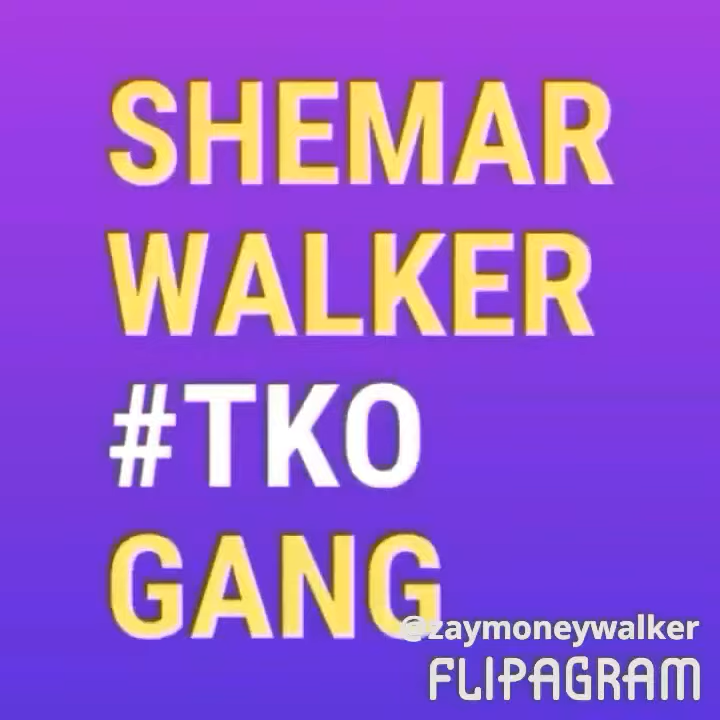 SHEMAR
WALKER
#TKO
GANG
@zaymoneywalker
FLIPAGRAM